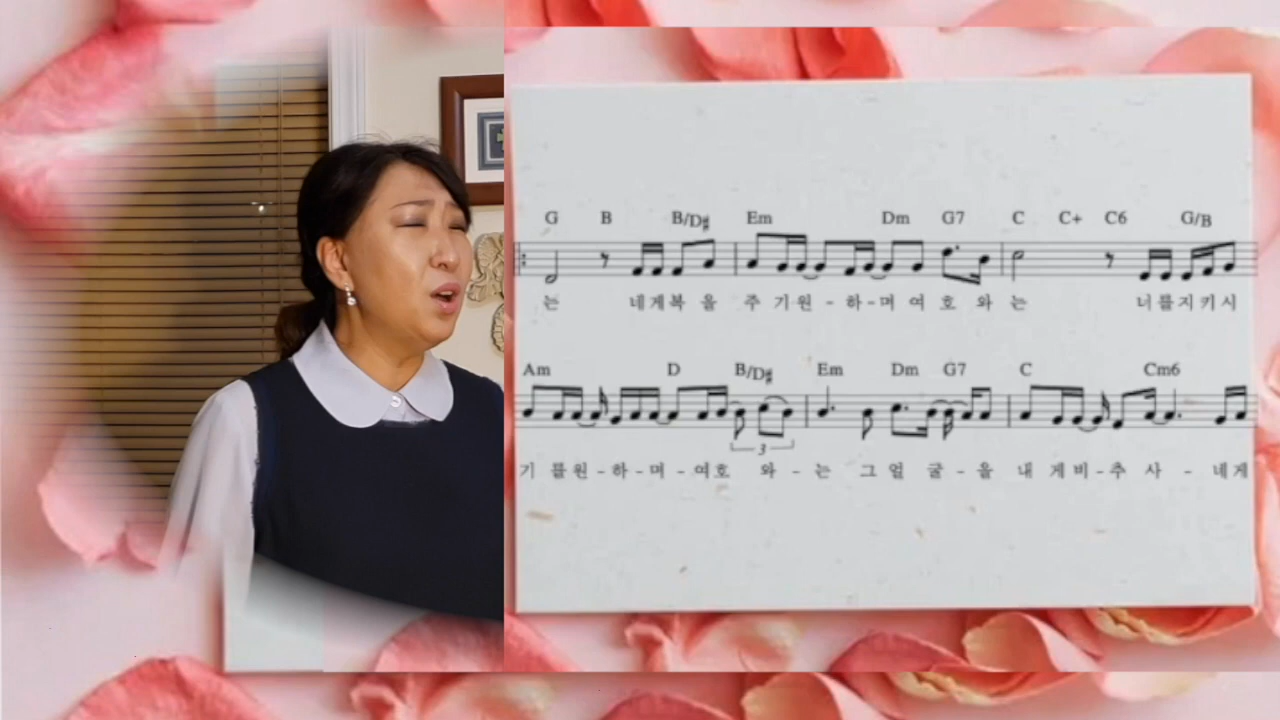 G B B/D# Em Dm G7 C C+ C6 G/B
는 네게복 을 주 기원 - 하-며 여 호 와 는 너를지키시
Am D B/D# Em Dm G7 C Cm6
3
기 를원-하-며-여호 와 - 는 그얼 굴-을 내 게비-추 사 - 네게